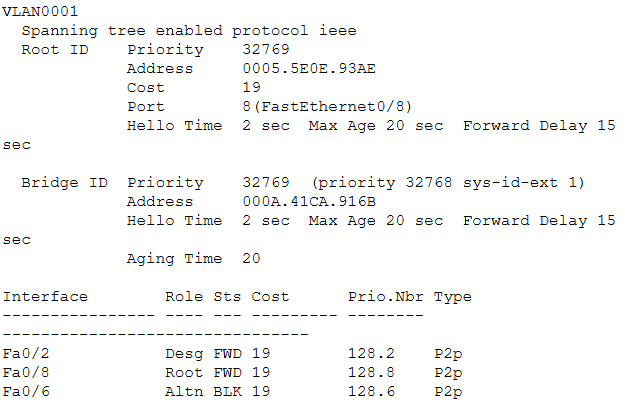 VLAN0001
  Spanning tree enabled protocol ieee
  Root ID    Priority    32769
             Address     0005.5E0E.93AE
             Cost        19
             Port        8(FastEthernet0/8)
             Hello Time  2 sec  Max Age 20 sec  Forward Delay 15
sec

  Bridge ID  Priority    32769  (priority 32768 sys-id-ext 1)
             Address     000A.41CA.916B
             Hello Time  2 sec  Max Age 20 sec  Forward Delay 15
sec
             Aging Time  20

Interface        Role Sts Cost      Prio.Nbr Type
---------------- ---- --- --------- --------
--------------------------------
Fa0/2            Desg FWD 19        128.2    P2p
Fa0/8            Root FWD 19        128.8    P2p
Fa0/6            Altn BLK 19        128.6    P2p